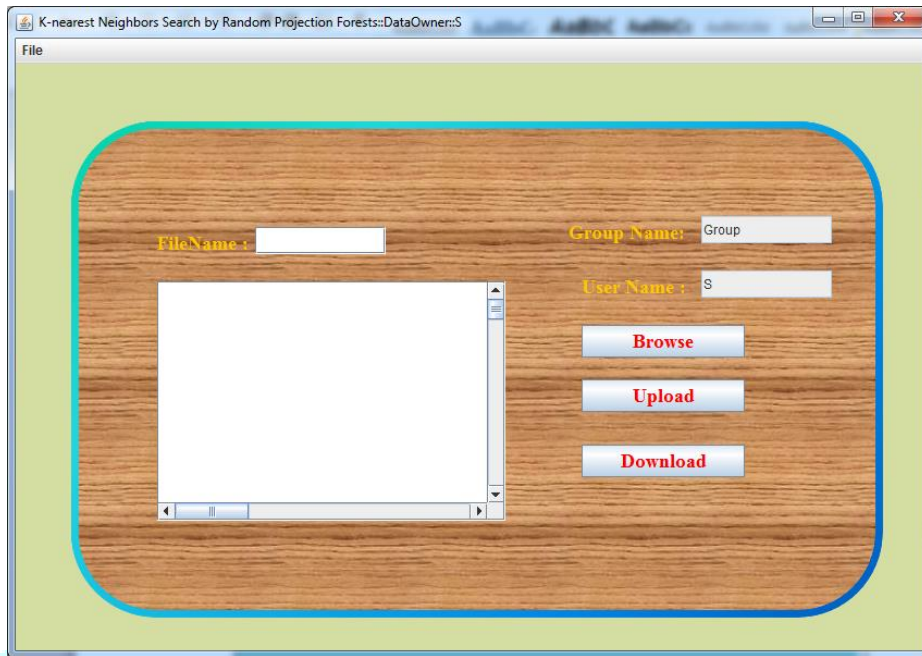 K-nearest Neighbors Search by Random Projection Forests::DataOwner::S
File
FileName :
Group Name: Group
User Name : S
Browse
Upload
Download